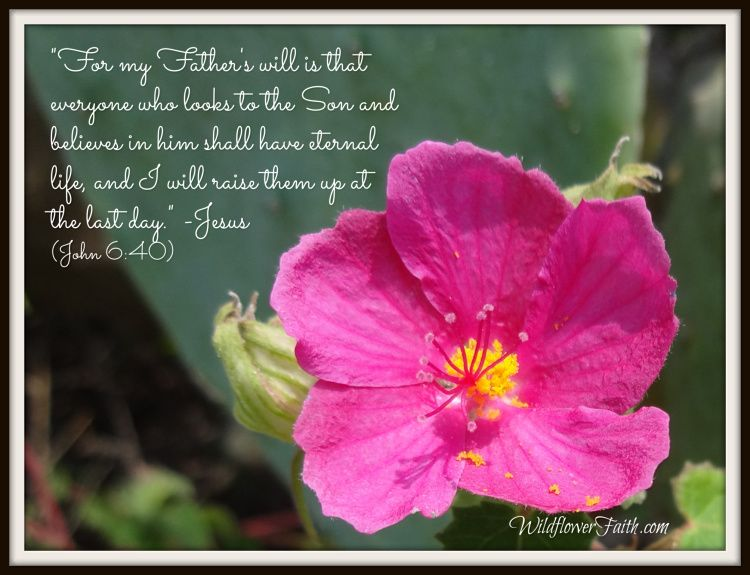 "For my Father's will is that
everyone who looks to the Son and
believes in him shall have eternal
life, and I will raise them up at
the last day." -Jesus
(John 6:40)
WildflowerFaith.com